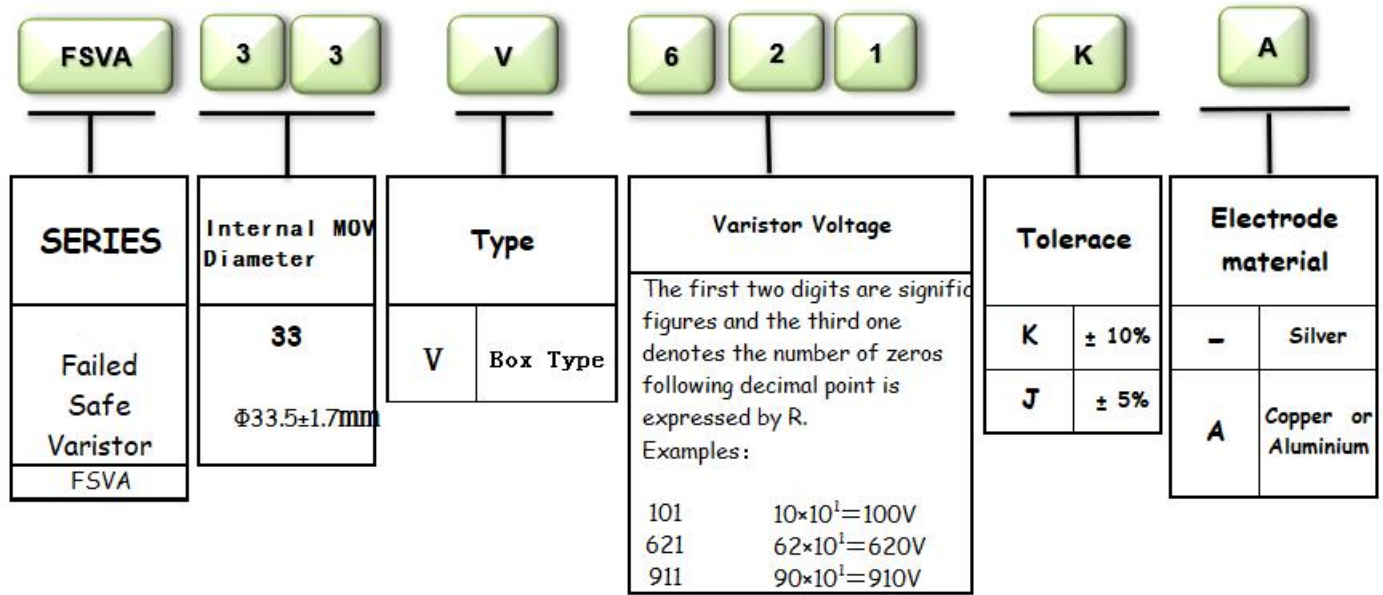 FSVA 3 3 V 6 2 1 K A
SERIES
Failed
Safe
Varistor
FSVA
Internal MOV
Diameter
33
Φ33.5±1.7mm
Type
V Box Type
Varistor Voltage
The first two digits are signific
figures and the third one
denotes the number of zeros
following decimal point is
expressed by R.
Examples:
101 10×10¹=100V
621 62×10¹=620V
911 90×10¹=910V
Tolerace
K ± 10%
J ± 5%
Electrode
material
- Silver
A Copper or
Aluminium